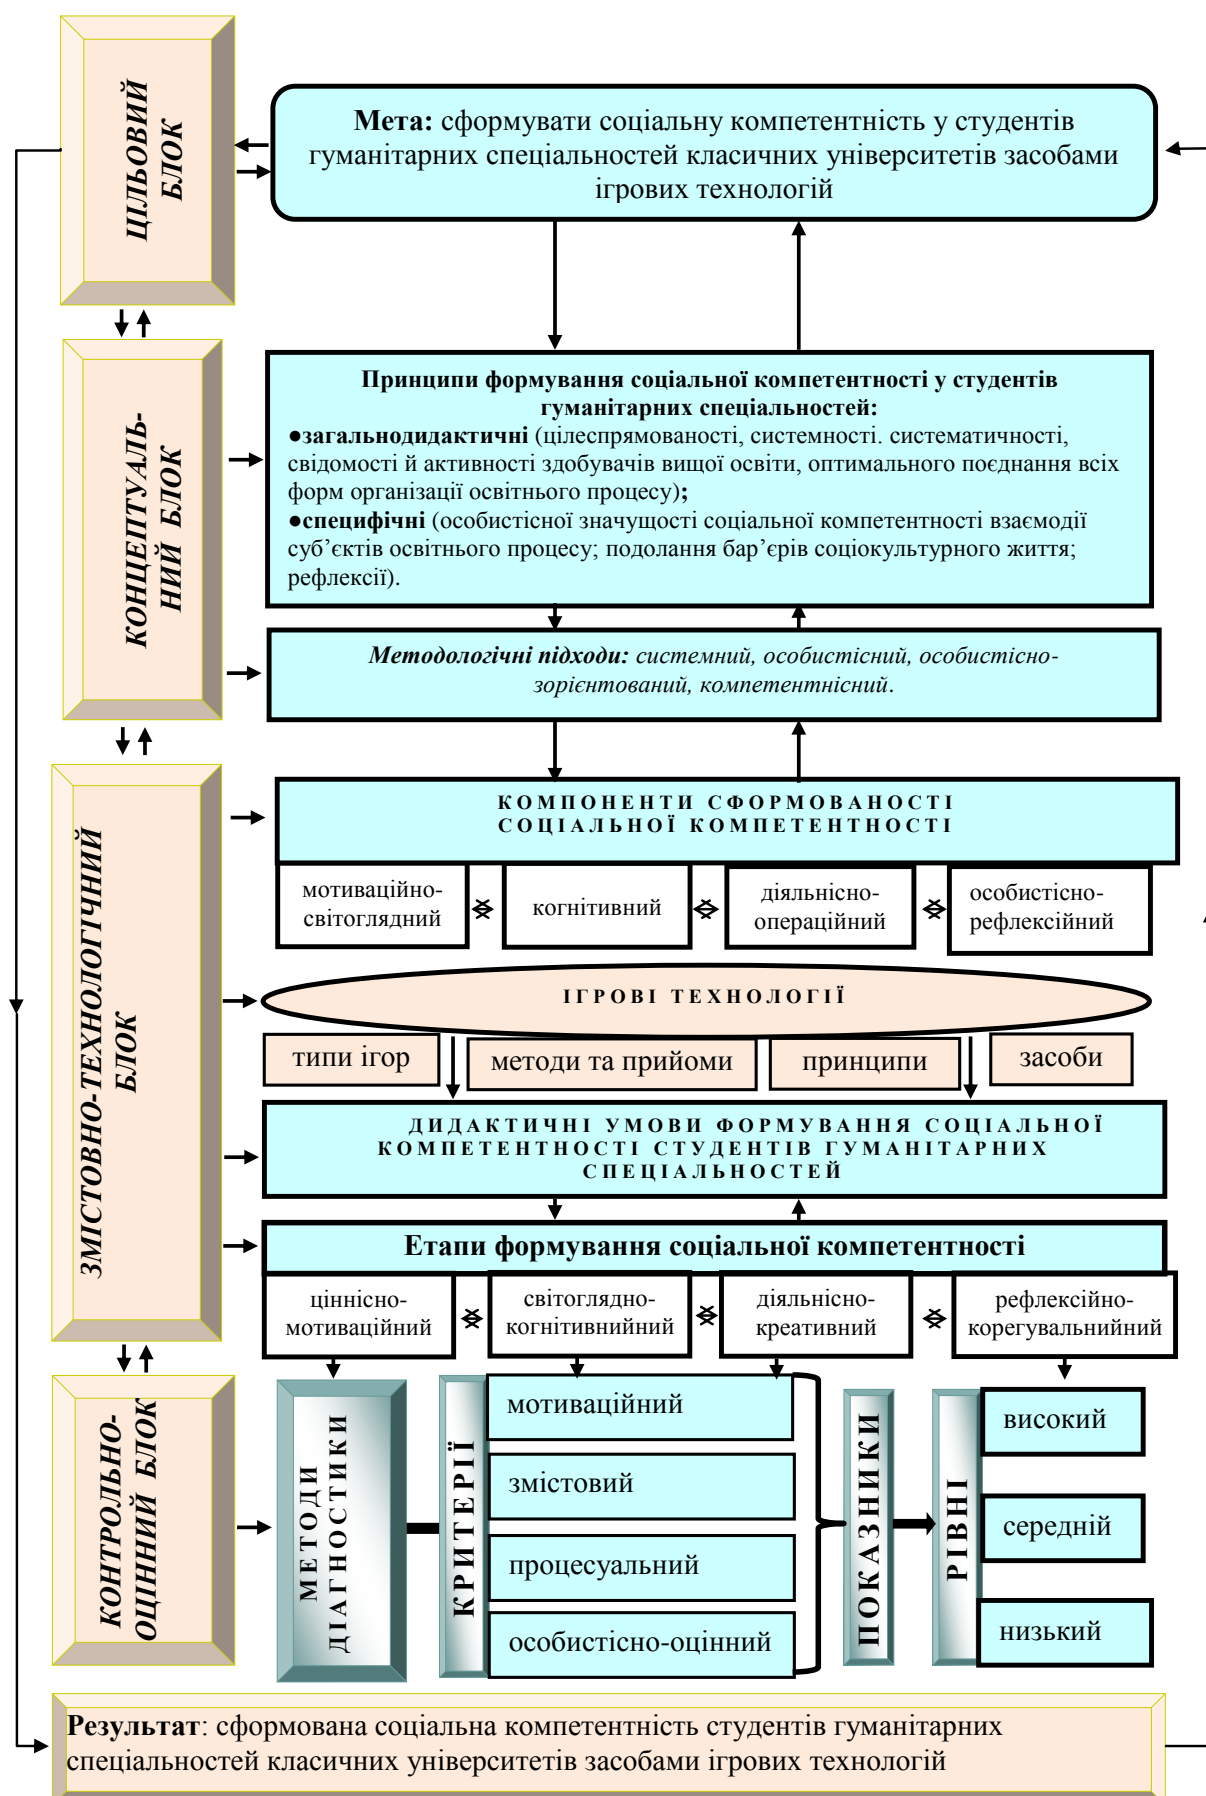 ЦІЛЬОВИЙ
БЛОК
Мета: сформувати соціальну компетентність у студентів
гуманітарних спеціальностей класичних університетів засобами
ігрових технологій
КОНЦЕПТУАЛЬ-
НИЙ БЛОК
Принципи формування соціальної компетентності у студентів
гуманітарних спеціальностей:
●загальнодидактичні (цілеспрямованості, системності. систематичності,
свідомості й активності здобувачів вищої освіти, оптимального поєднання всіх
форм організації освітнього процесу);
●специфічні (особистісної значущості соціальної компетентності взаємодії
суб’єктів освітнього процесу; подолання бар’єрів соціокультурного життя;
рефлексії).
Методологічні підходи: системний, особистісний, особистісно-
зорієнтований, компетентнісний.
ЗМІСТОВНО-ТЕХНОЛОГІЧНИЙ
БЛОК
КОМПОНЕНТИ СФОРМОВАНОСТІ
СОЦІАЛЬНОЇ КОМПЕТЕНТНОСТІ
мотиваційно-
світоглядний
когнітивний
діяльнісно-
операційний
особистісно-
рефлексійний
ІГРОВІ ТЕХНОЛОГІЇ
типи ігор
методи та прийоми
принципи
засоби
ДИДАКТИЧНІ УМОВИ ФОРМУВАННЯ СОЦІАЛЬНОЇ
КОМПЕТЕНТНОСТІ СТУДЕНТІВ ГУМАНІТАРНИХ
СПЕЦІАЛЬНОСТЕЙ
Етапи формування соціальної компетентності
ціннісно-
мотиваційний
світоглядно-
когнітивнийний
діяльнісно-
креативний
рефлексійно-
корегувальнийний
КОНТРОЛЬНО-
ОЦІННИЙ БЛОК
МЕТОДИ
ДІАГНОСТИКИ
КРИТЕРІЇ
мотиваційний
змістовий
процесуальний
особистісно-оцінний
ПОКАЗНИКИ
РІВНІ
високий
середній
низький
Результат: сформована соціальна компетентність студентів гуманітарних
спеціальностей класичних університетів засобами ігрових технологій